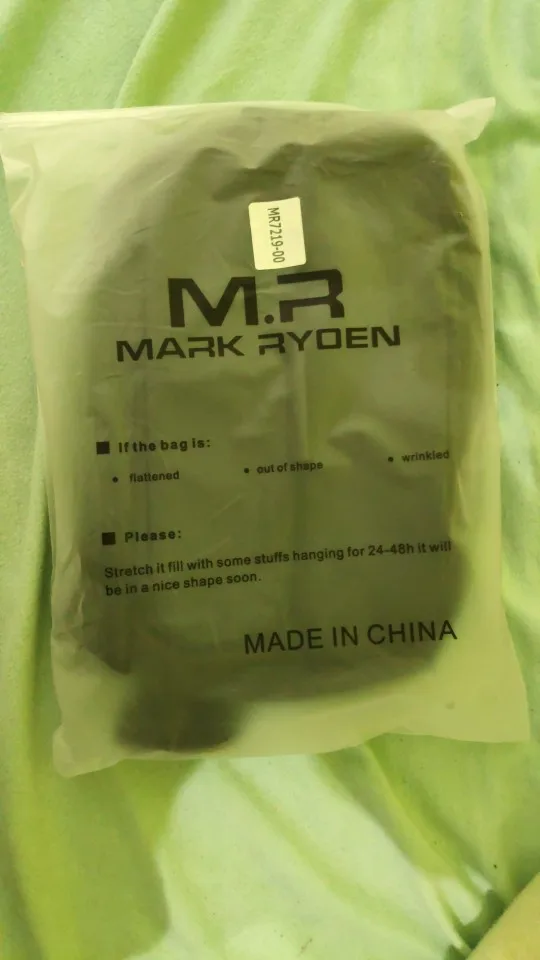 MR7219-00
M.R
MARK RYDEN
If the bag is:
flattened
out of shape
wrinkled
Please:
Stretch it fill with some stuffs hanging for 24-48h it will
be in a nice shape soon.
MADE IN CHINA